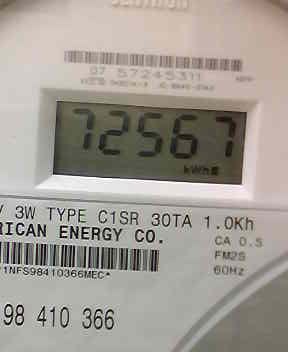 07 57245311
72567
kWh
V 3W TYPE C1SR 30TA 1.0Kh
RICAN ENERGY CO.
CA 0.5
FM2S
60Hz
1NFS98410366MEC*
98 410 366